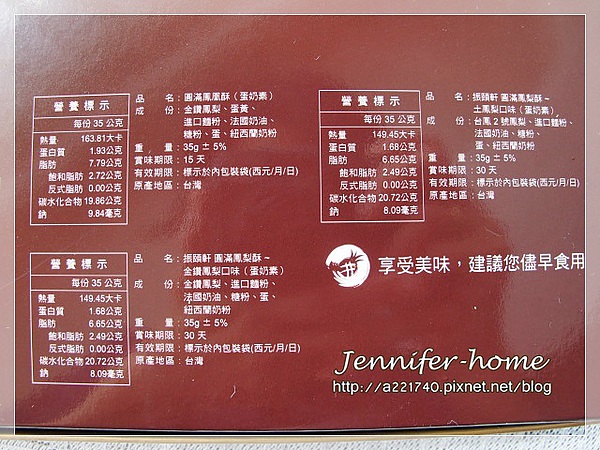 營養標示
每份 35 公克
熱量 163.81大卡
蛋白質 1.93公克
脂肪 7.79公克
飽和脂肪 2.72公克
反式脂肪 0.00公克
碳水化合物 19.86公克
鈉 9.84毫克
品名：圓滿鳳凰酥（蛋奶素）
成份：金鑽鳳梨、蛋黃、
進口麵粉、法國奶油、
糖粉、蛋、紐西蘭奶粉
重量：35g ± 5%
賞味期限：15 天
有效期限：標示於內包裝袋(西元/月/日)
原產地區：台灣
營養標示
每份 35 公克
熱量 149.45大卡
蛋白質 1.68公克
脂肪 6.65公克
飽和脂肪 2.49公克
反式脂肪 0.00公克
碳水化合物 20.72公克
鈉 8.09毫克
品名：振頤軒 圓滿鳳梨酥～
土鳳梨口味（蛋奶素）
成份：台鳳 2 號鳳梨、進口麵粉、
法國奶油、糖粉、
蛋、紐西蘭奶粉
重量：35g ± 5%
賞味期限：30 天
有效期限：標示於內包裝袋(西元/月/日)
原產地區：台灣
營養標示
每份 35 公克
熱量 149.45大卡
蛋白質 1.68公克
脂肪 6.65公克
飽和脂肪 2.49公克
反式脂肪 0.00公克
碳水化合物 20.72公克
鈉 8.09毫克
品名：振頤軒 圓滿鳳梨酥～
金鑽鳳梨口味（蛋奶素）
成份：金鑽鳳梨、進口麵粉、
法國奶油、糖粉、蛋、
紐西蘭奶粉
重量：35g ± 5%
賞味期限：30 天
有效期限：標示於內包裝袋(西元/月/日)
原產地區：台灣
享受美味，建議您儘早食用
Jennifer-home
http://a221740.pixnet.net/blog